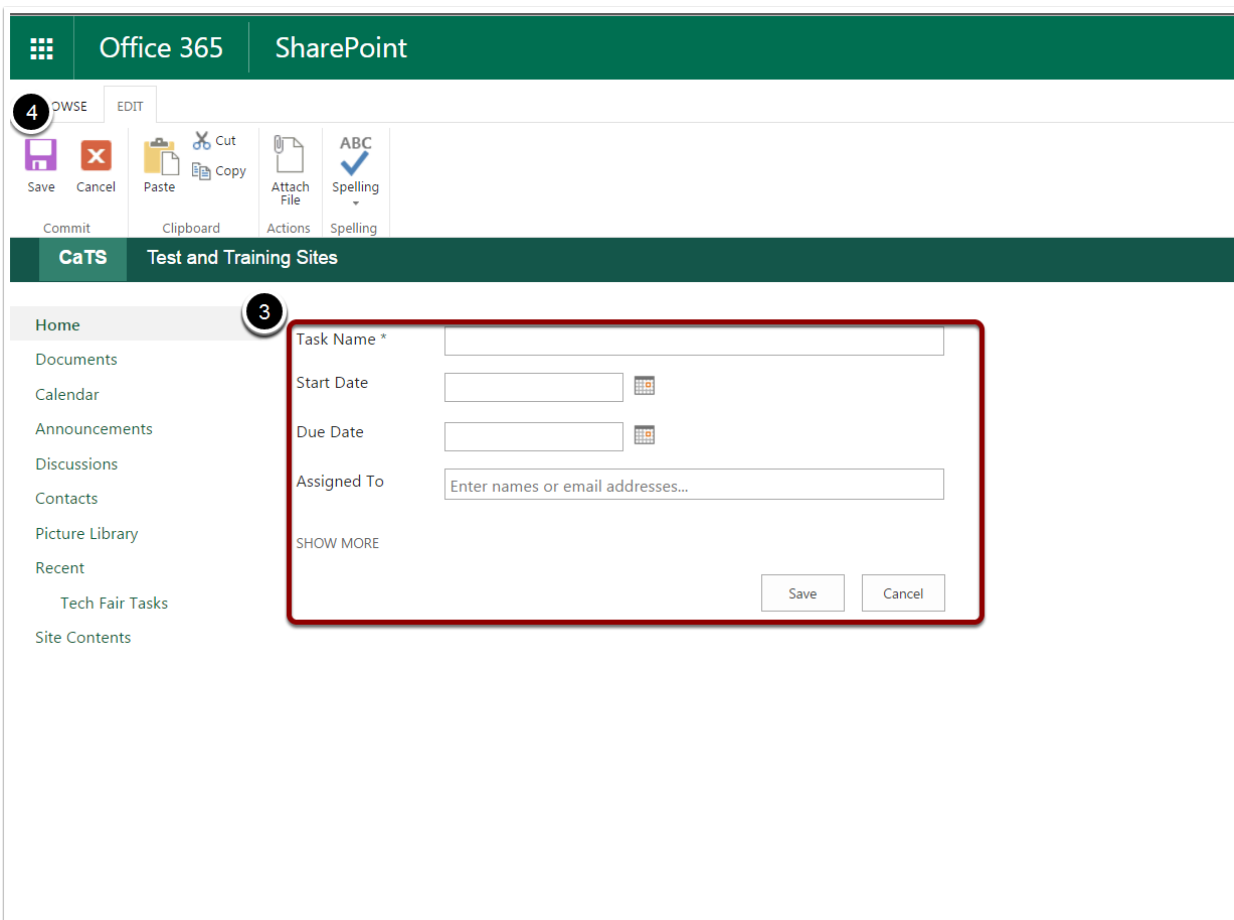 Office 365 SharePoint
4 OWSE EDIT
Cut
ABC
Copy
Save Cancel Paste Attach File Spelling
Commit Clipboard Actions Spelling
CaTS Test and Training Sites
3
Home
Documents
Calendar
Announcements
Discussions
Contacts
Picture Library
Recent
Tech Fair Tasks
Site Contents
Task Name *
Start Date
Due Date
Assigned To Enter names or email addresses...
SHOW MORE
Save Cancel